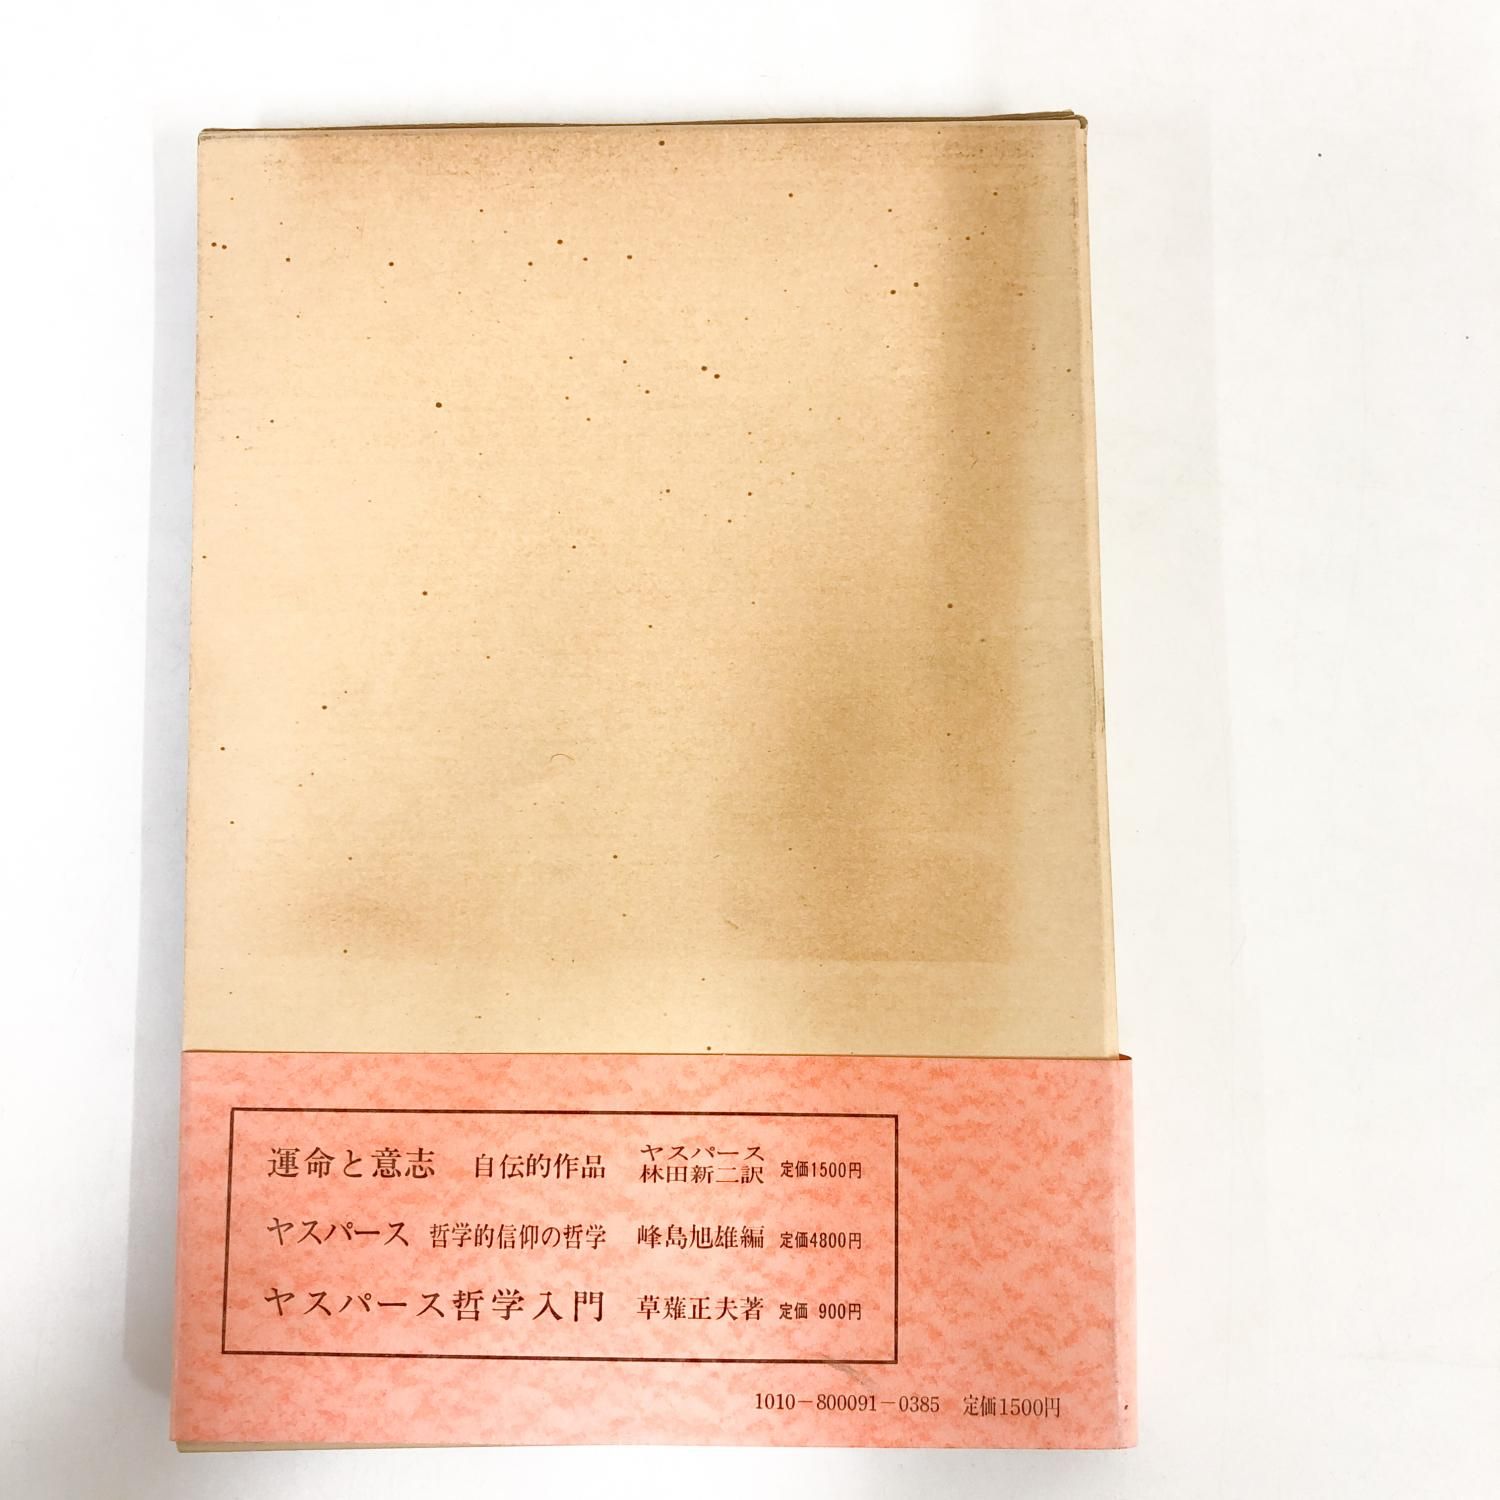 運命と意志 自伝的作品 ヤスパース 林田新二訳 定価1500円
ヤスパース 哲学的信仰の哲学 峰島旭雄編 定価4800円
ヤスパース哲学入門 草薙正夫著 定価 900円
1010-800091-0385 定価1500円